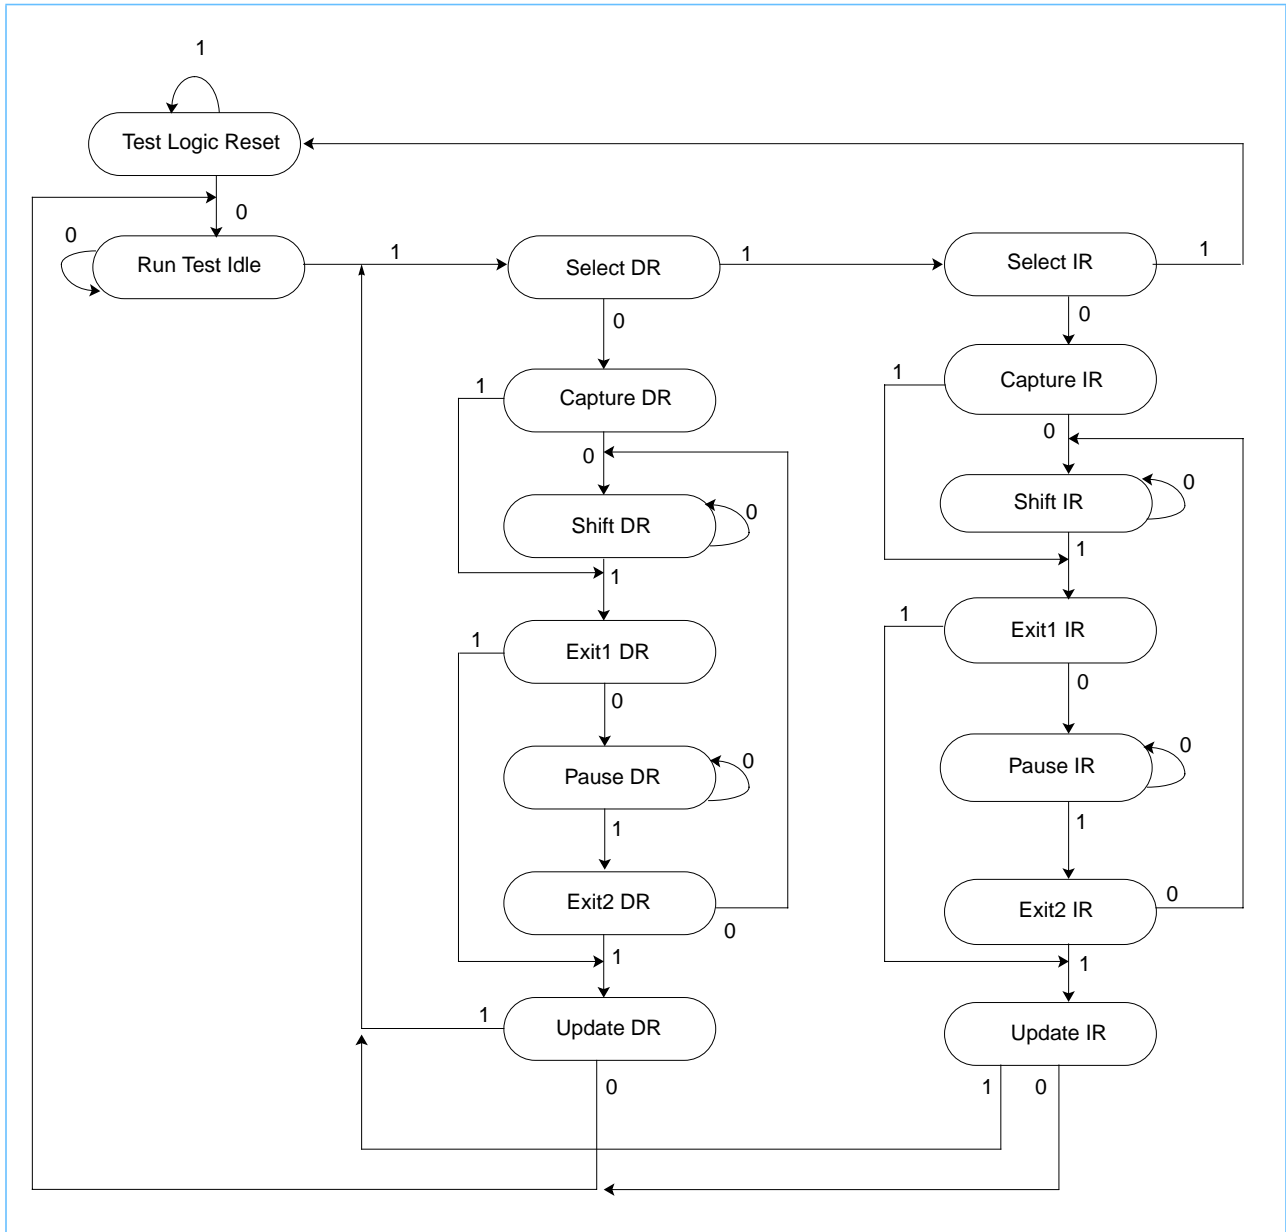 1
Test Logic Reset
0
0
Run Test Idle
1
Select DR
1
Select IR
1
0
0
1
Capture DR
1
Capture IR
0
0
Shift DR
0
Shift IR
0
1
1
1
Exit1 DR
1
Exit1 IR
0
0
Pause DR
0
Pause IR
0
1
1
Exit2 DR
0
Exit2 IR
0
1
1
1
Update DR
Update IR
0
1
0